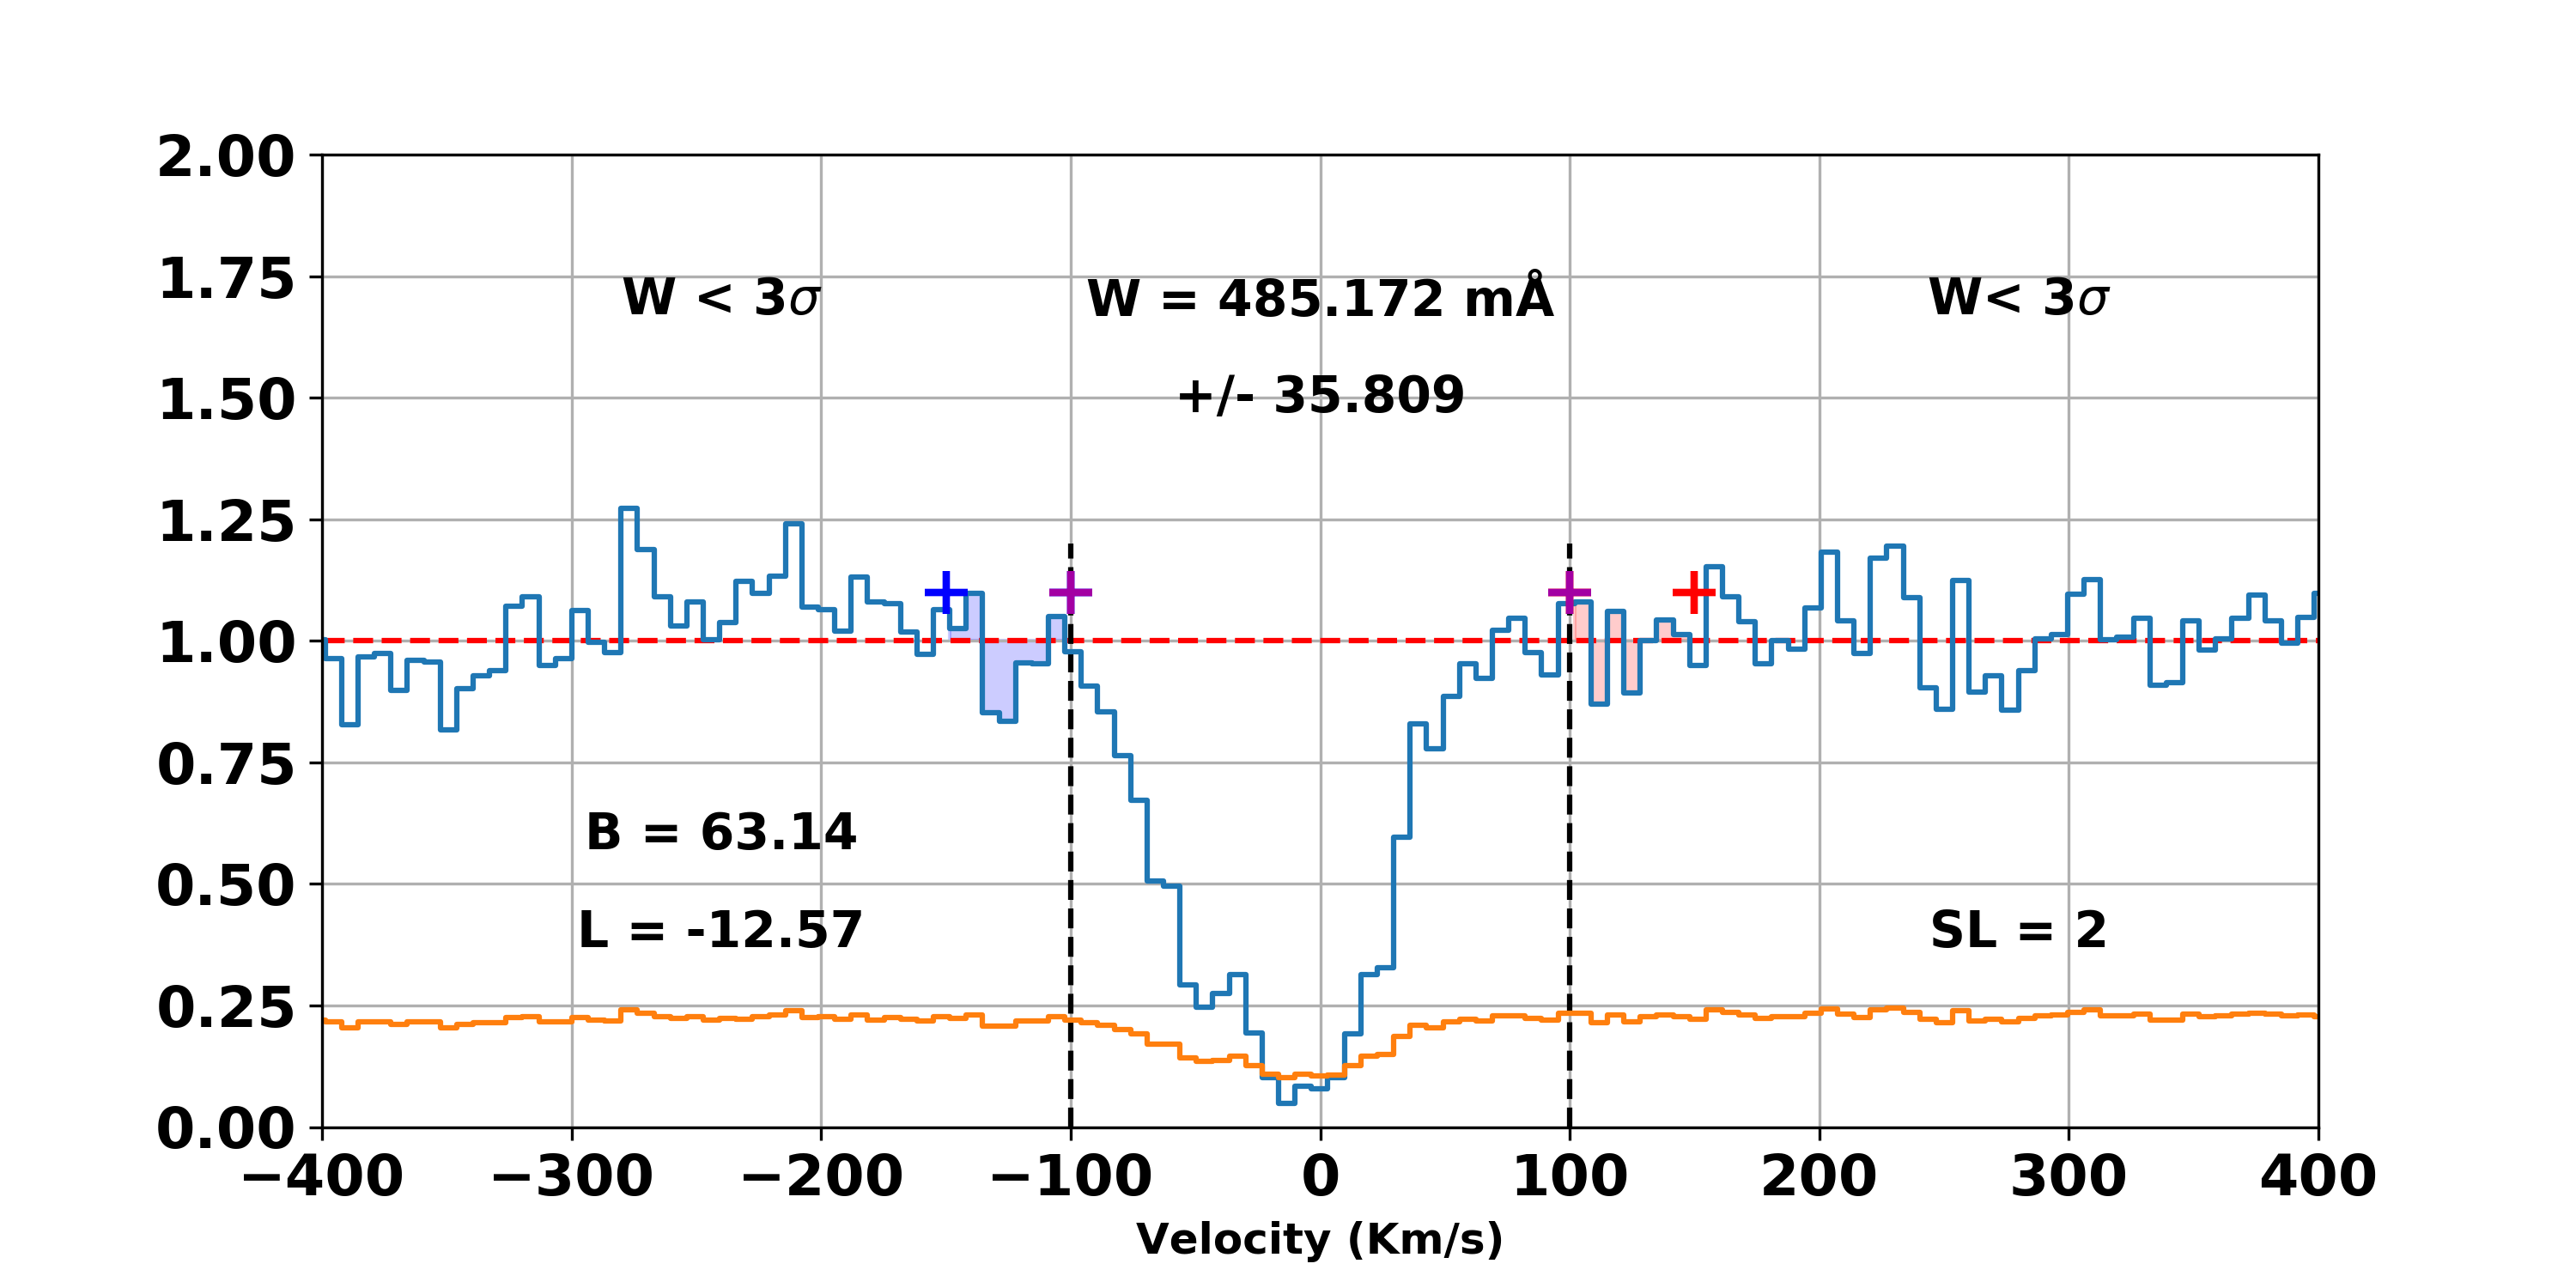 2.00
1.75
W < 3σ W = 485.172 mÅ W< 3σ
1.50
+/- 35.809
1.25
1.00
0.75
B = 63.14
0.50
L = -12.57 SL = 2
0.25
0.00
−400 −300 −200 −100 0 100 200 300 400
Velocity (Km/s)